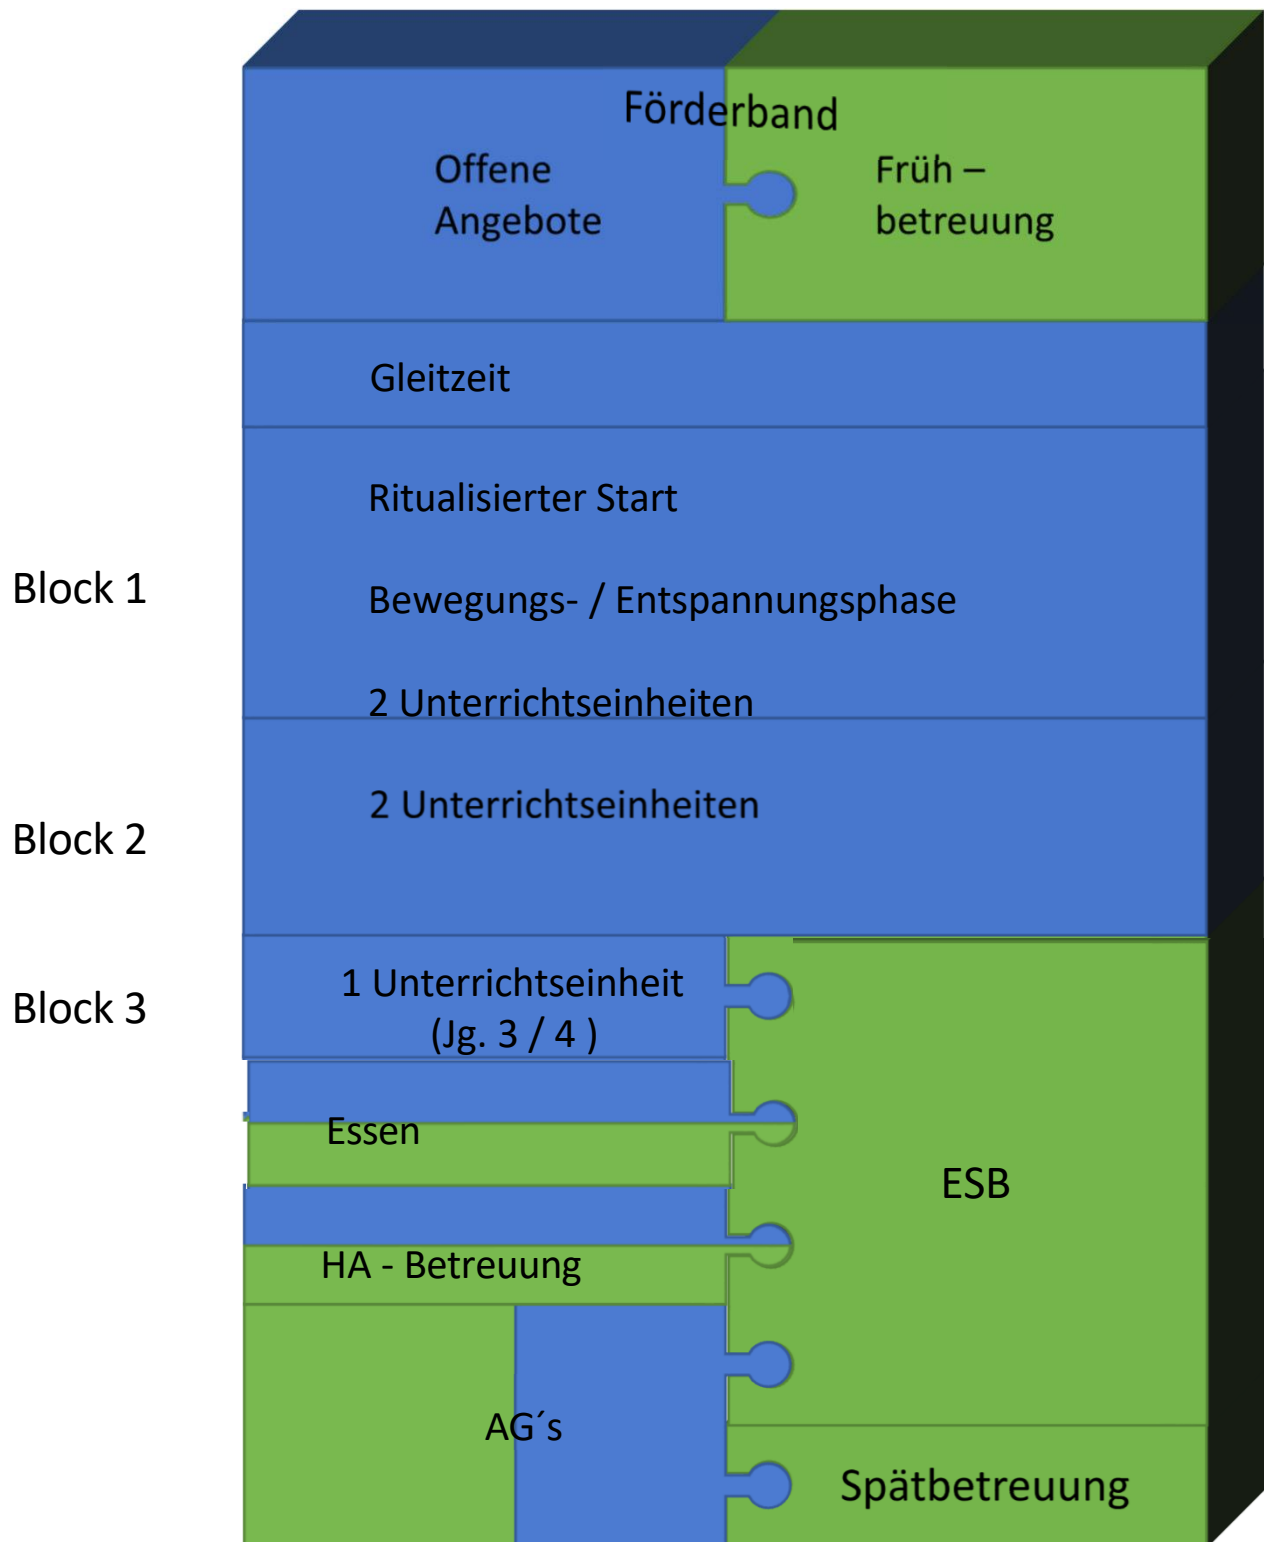 Förderband
Offene
Angebote
Früh –
betreuung
Gleitzeit
Ritualisierter Start
Block 1
Bewegungs- / Entspannungsphase
2 Unterrichtseinheiten
2 Unterrichtseinheiten
Block 2
1 Unterrichtseinheit
Block 3
(Jg. 3 / 4 )
Essen
ESB
HA - Betreuung
AG´s
Spätbetreuung